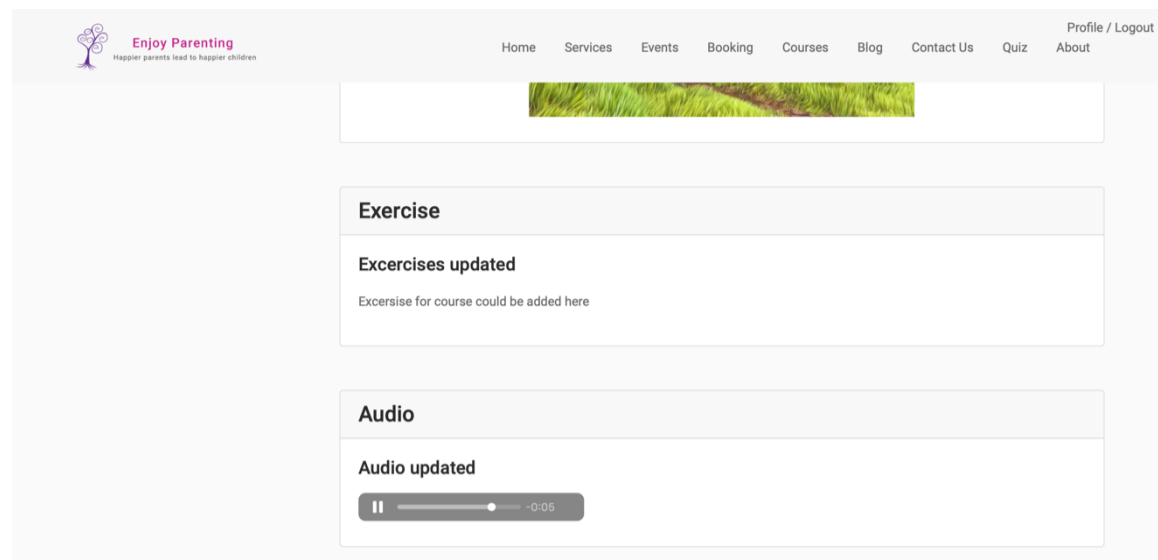 Profile / Logout
Enjoy Parenting
Happier parents lead to happier children
Home Services Events Booking Courses Blog Contact Us Quiz About
Exercise
Excercises updated
Excersise for course could be added here
Audio
Audio updated
-0:05